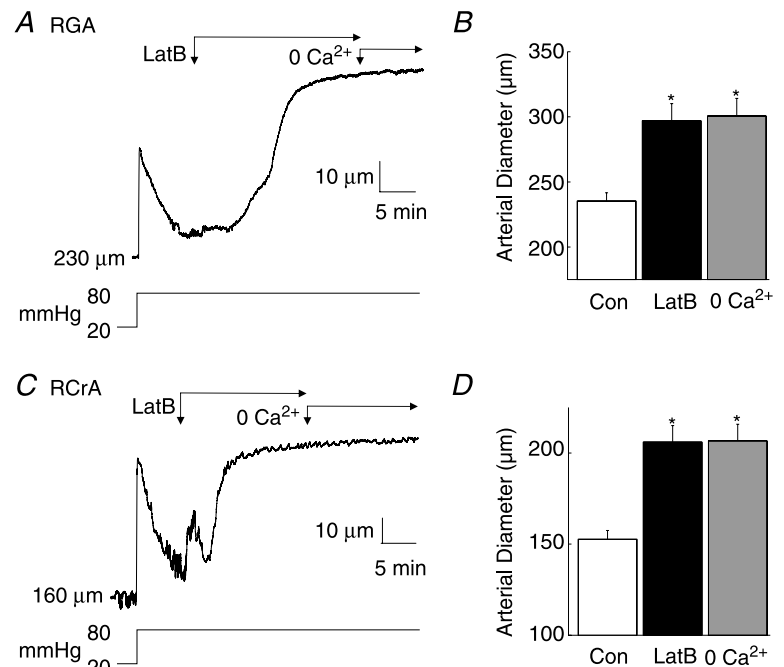 A RGA
LatB
0 Ca²⁺
10 μm
5 min
230 μm
80
mmHg
20
B
350
300
250
200
Arterial Diameter (μm)
*
*
Con LatB 0 Ca²⁺
C RCrA
LatB
0 Ca²⁺
10 μm
5 min
160 μm
80
mmHg
20
D
200
150
100
Arterial Diameter (μm)
*
*
Con LatB 0 Ca²⁺